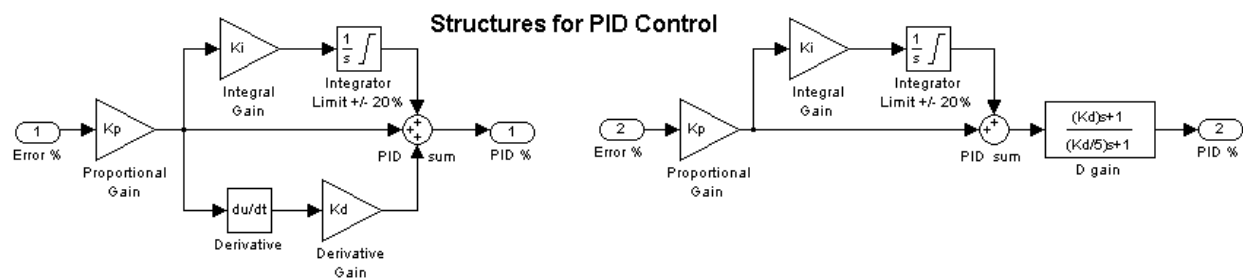 Structures for PID Control
Ki
1
s
Integral
Gain
Integrator
Limit +/- 20%
1
Error %
Kp
Proportional
Gain
+
+
+
PID sum
1
PID %
du/dt
Derivative
Kd
Derivative
Gain
Ki
1
s
Integral
Gain
Integrator
Limit +/- 20%
2
Error %
Kp
Proportional
Gain
+
+
PID sum
(Kd)s+1
(Kd/5)s+1
D gain
2
PID %